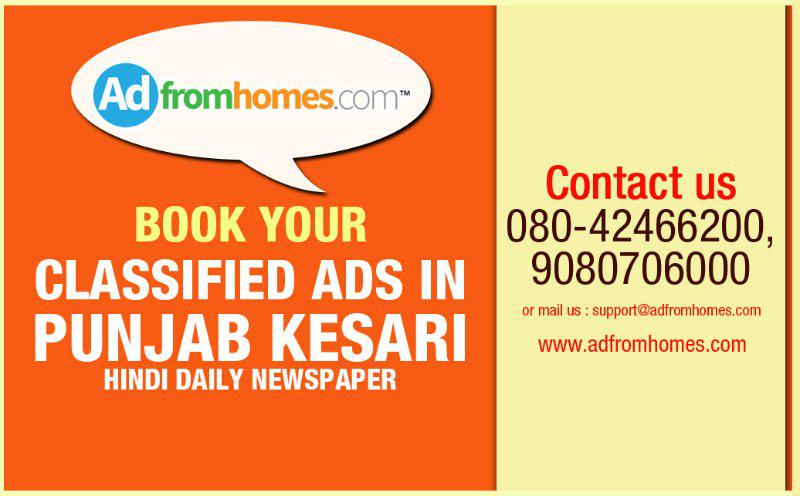 Adfromhomes.com™
BOOK YOUR
CLASSIFIED ADS IN
PUNJAB KESARI
HINDI DAILY NEWSPAPER
Contact us
080-42466200,
9080706000
or mail us : support@adfromhomes.com
www.adfromhomes.com